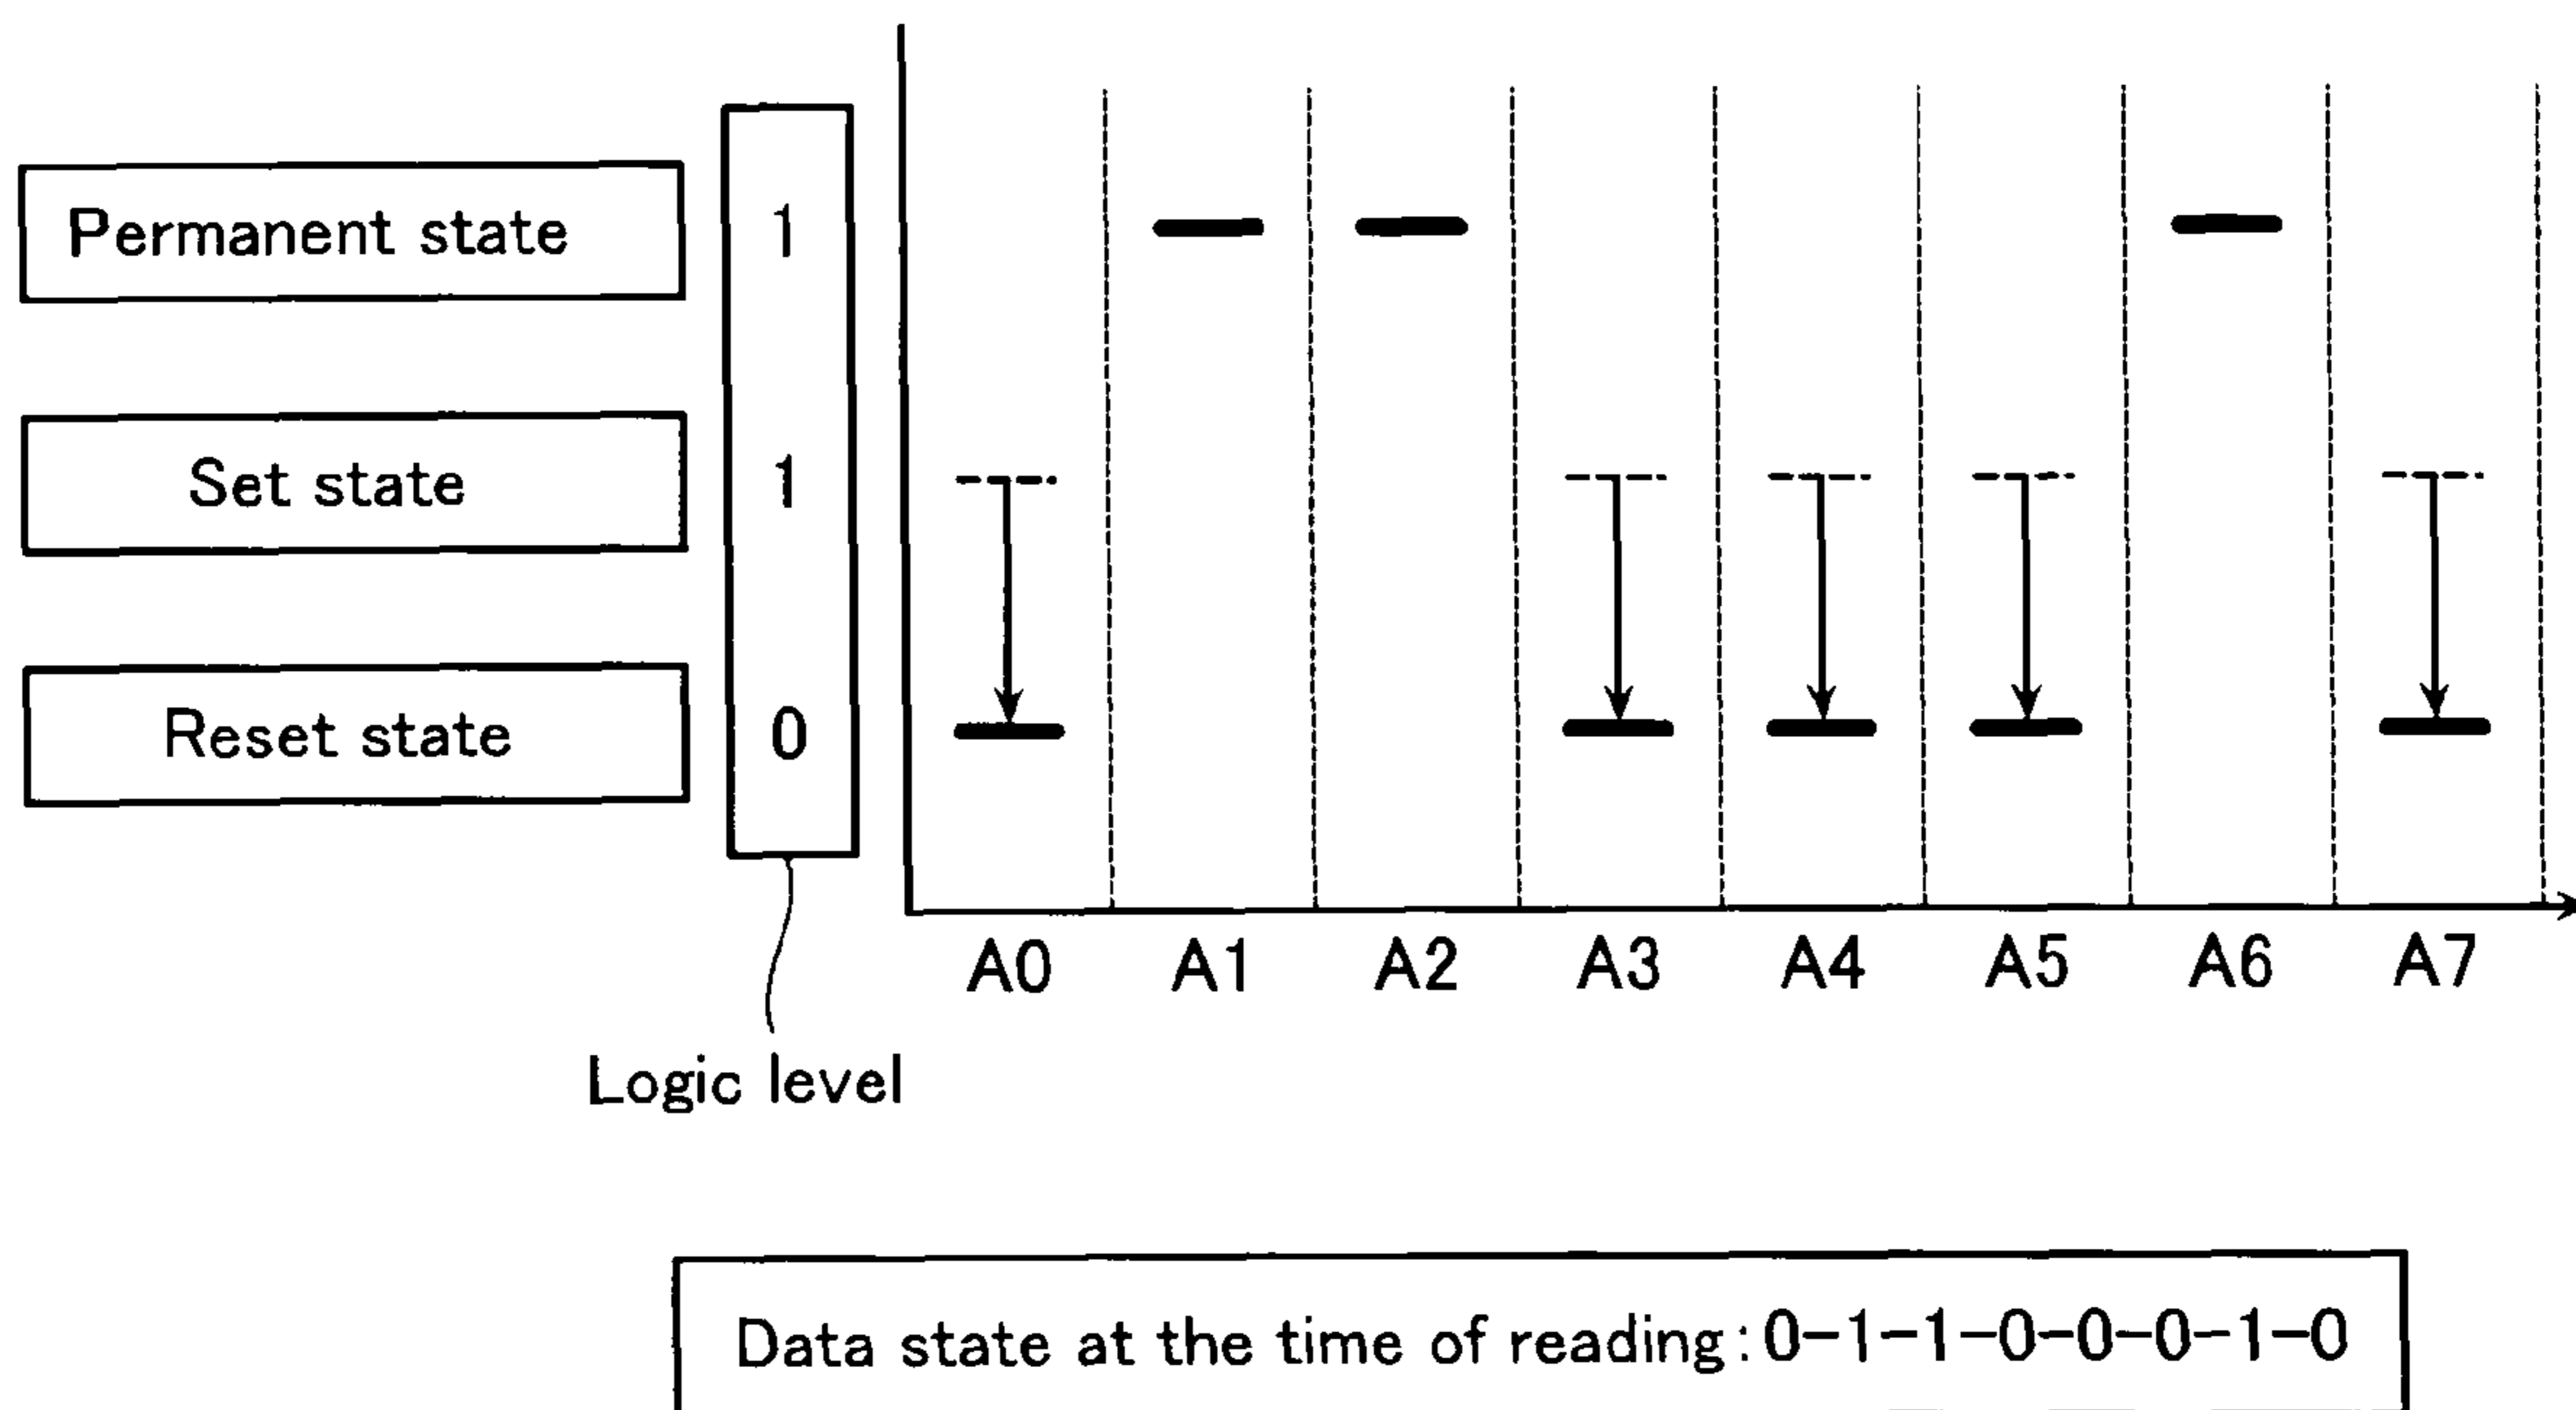 Permanent state 1
Set state 1
Reset state 0
A0 A1 A2 A3 A4 A5 A6 A7
Logic level
Data state at the time of reading:0-1-1-0-0-0-1-0